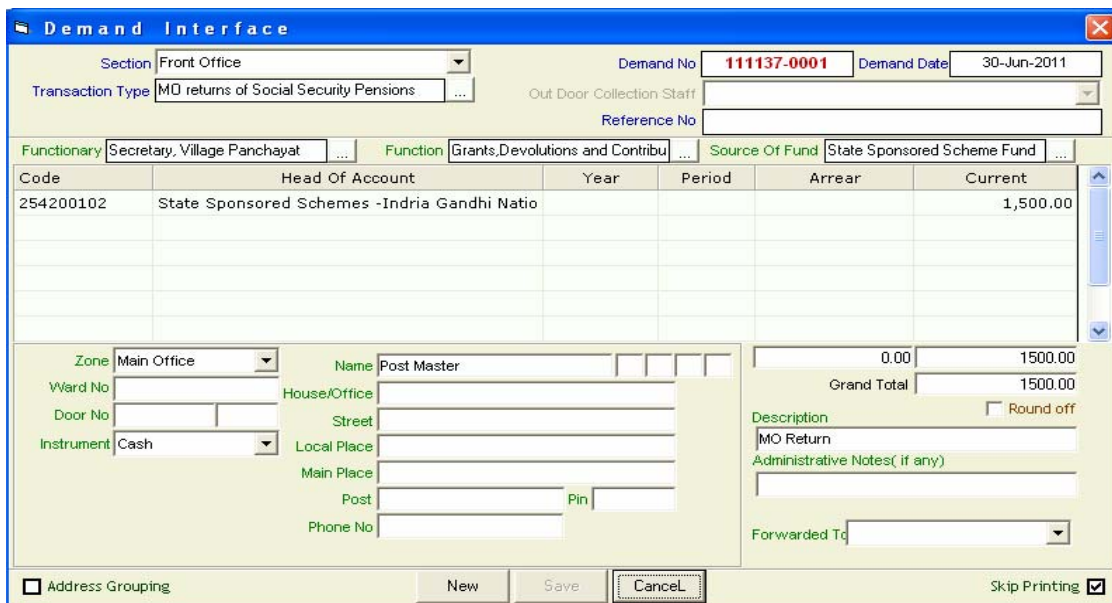 Demand Interface
Section Front Office Demand No 111137-0001 Demand Date 30-Jun-2011
Transaction Type MO returns of Social Security Pensions ... Out Door Collection Staff
Reference No
Functionary Secretary, Village Panchayat ... Function Grants,Devolutions and Contribu ... Source Of Fund State Sponsored Scheme Fund ...
Code Head Of Account Year Period Arrear Current
254200102 State Sponsored Schemes -Indria Gandhi Natio 1,500.00
Zone Main Office Name Post Master 0.00 1500.00
Ward No House/Office Grand Total 1500.00
Door No Street Round off
Description
Instrument Cash Local Place MO Return
Main Place Administrative Notes( if any)
Post Pin
Phone No Forwarded To
Address Grouping New Save CanceL Skip Printing